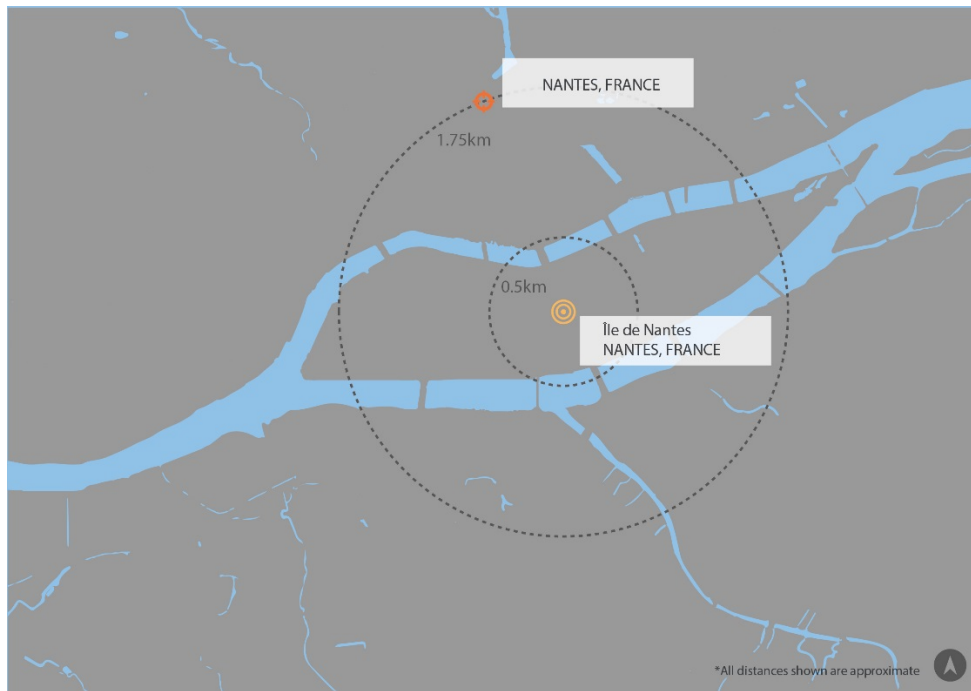 NANTES, FRANCE
1.75km
0.5km
Île de Nantes
NANTES, FRANCE
*All distances shown are approximate